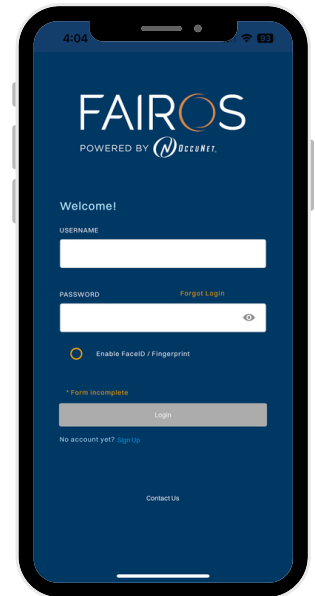 4:04
93
FAIROS
POWERED BY OCCUNET
Welcome!
USERNAME
PASSWORD
Forgot Login
Enable FaceID / Fingerprint
* Form incomplete
Login
No account yet? Sign Up
Contact Us